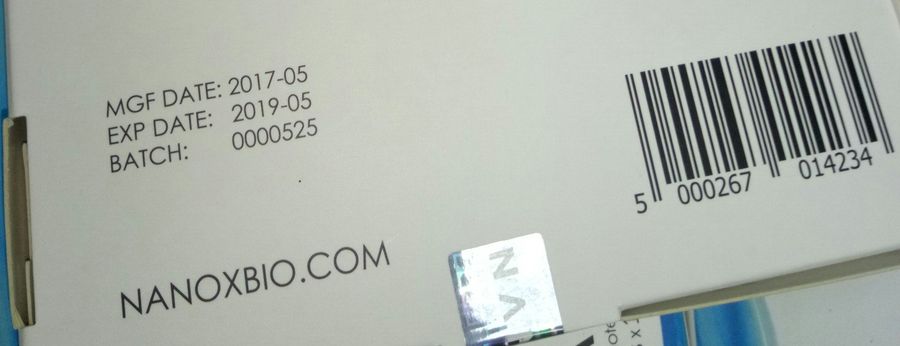 MGF DATE: 2017-05
EXP DATE: 2019-05
BATCH: 0000525
5 000267 014234
NANOXBIO.COM